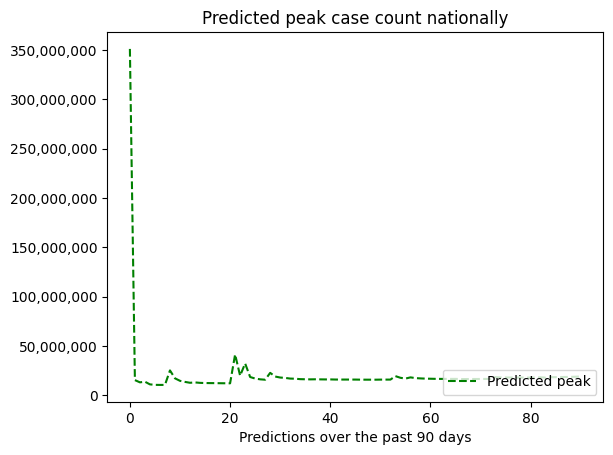 Predicted peak case count nationally
350,000,000
300,000,000
250,000,000
200,000,000
150,000,000
100,000,000
50,000,000
0
Predicted peak
0 20 40 60 80
Predictions over the past 90 days